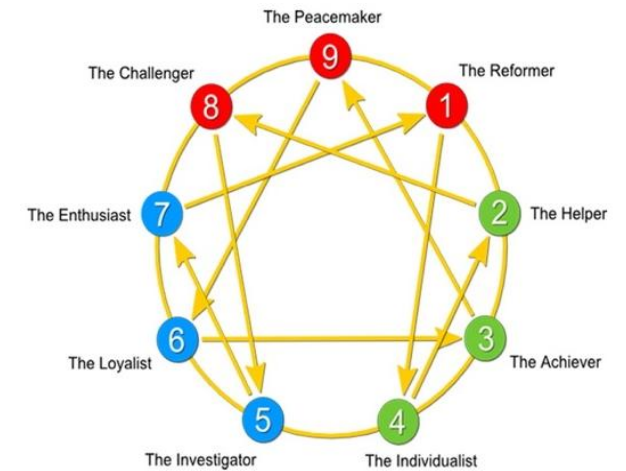 The Peacemaker
9
The Challenger
8
The Reformer
1
The Enthusiast
7
2
The Helper
6
The Loyalist
3
The Achiever
5
The Investigator
4
The Individualist